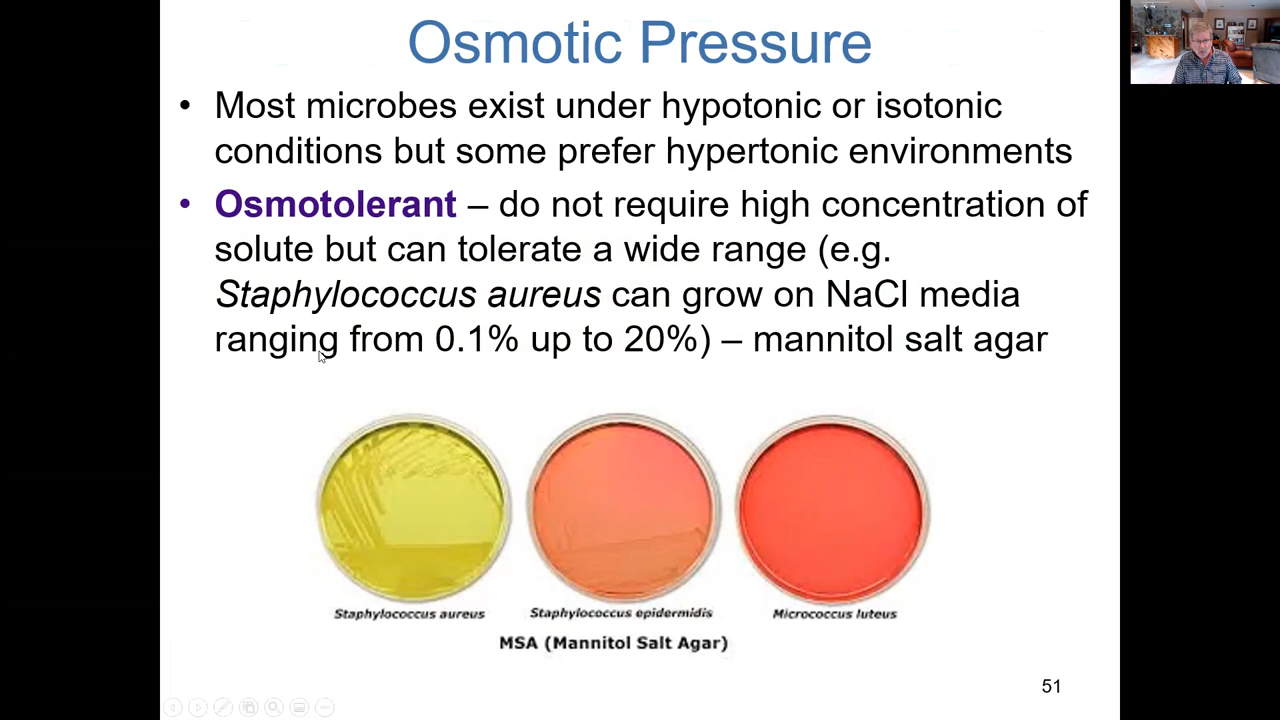 Osmotic Pressure
• Most microbes exist under hypotonic or isotonic
conditions but some prefer hypertonic environments
• Osmotolerant – do not require high concentration of
solute but can tolerate a wide range (e.g.
Staphylococcus aureus can grow on NaCl media
ranging from 0.1% up to 20%) – mannitol salt agar
Staphylococcus aureus
Staphylococcus epidermidis
Micrococcus luteus
MSA (Mannitol Salt Agar)
51